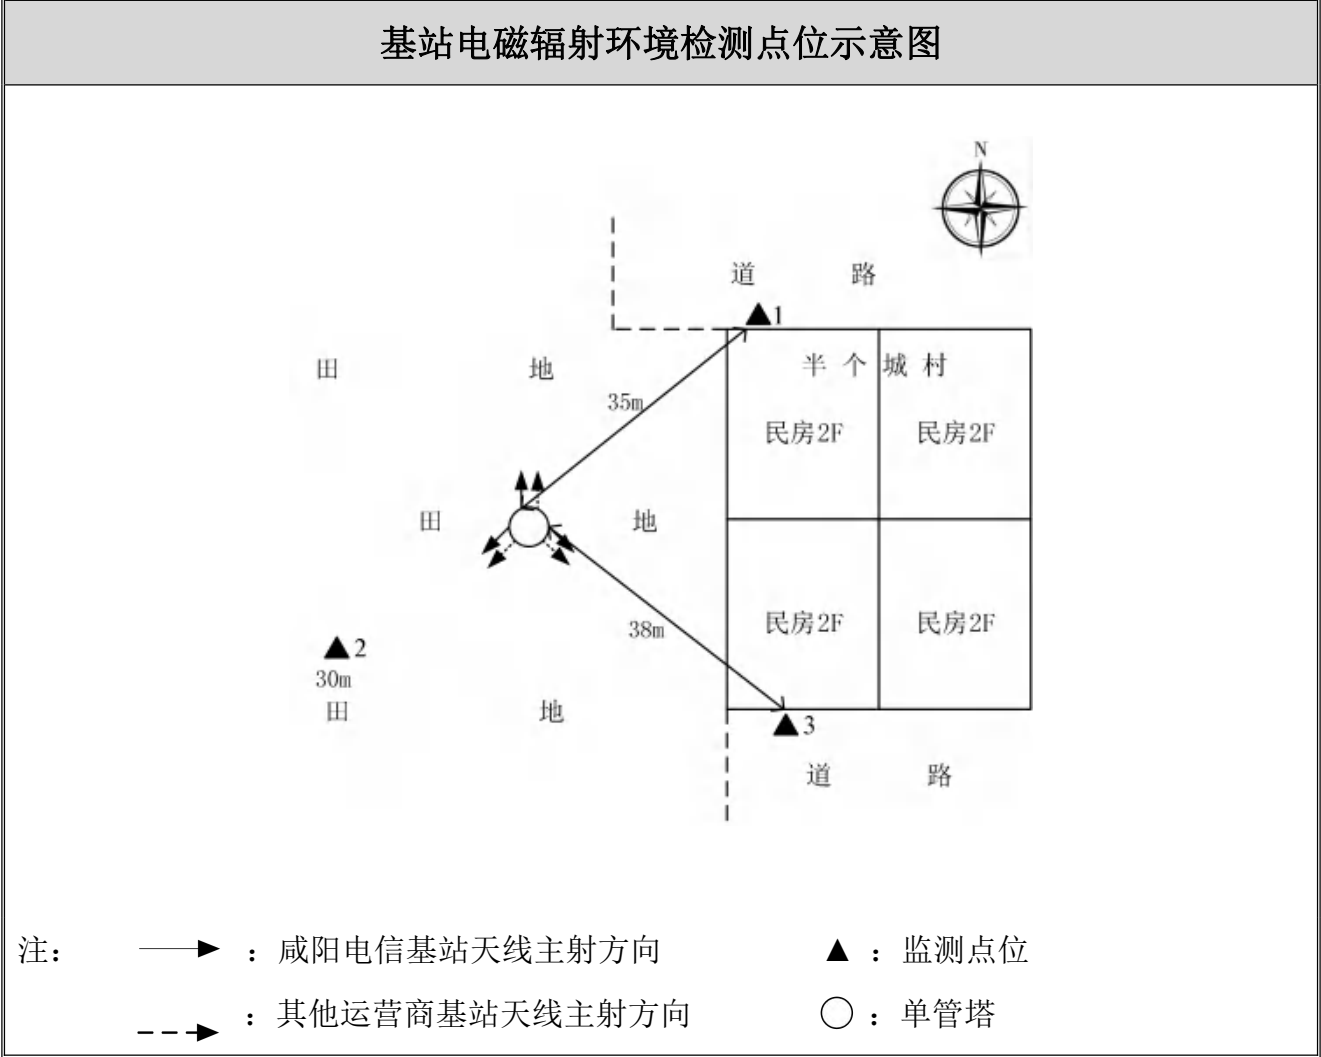 基站电磁辐射环境检测点位示意图
N
道 路
▲1
半个城村
田 地
35m
民房2F 民房2F
田 地
民房2F 民房2F
38m
▲2
30m
田 地
▲3
道 路
注： ：咸阳电信基站天线主射方向 ▲：监测点位
：其他运营商基站天线主射方向 ○：单管塔